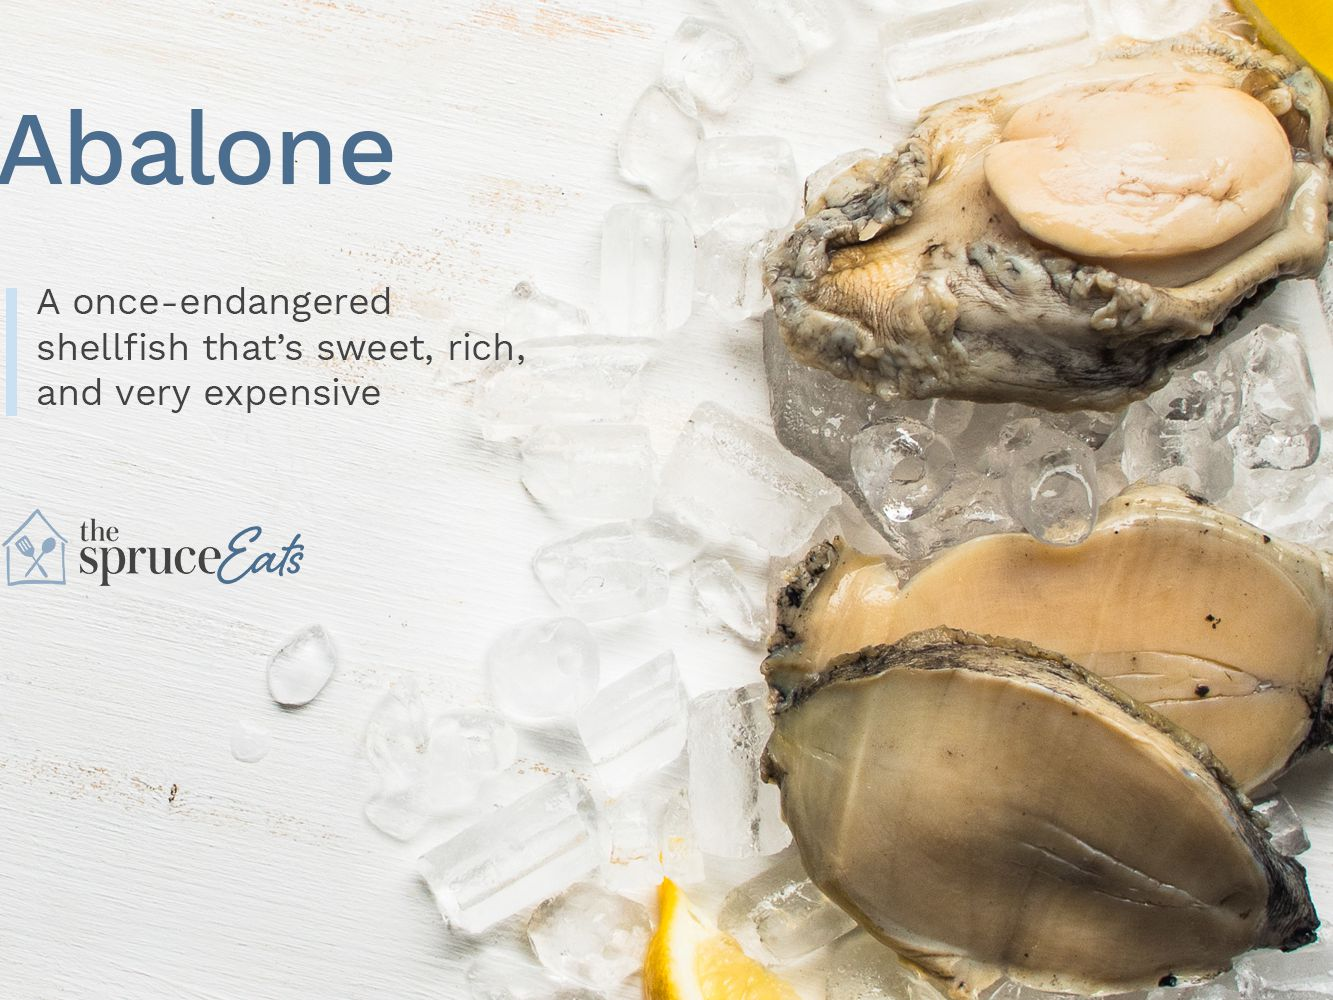 Abalone
A once-endangered
shellfish that’s sweet, rich,
and very expensive
the
spruceEats